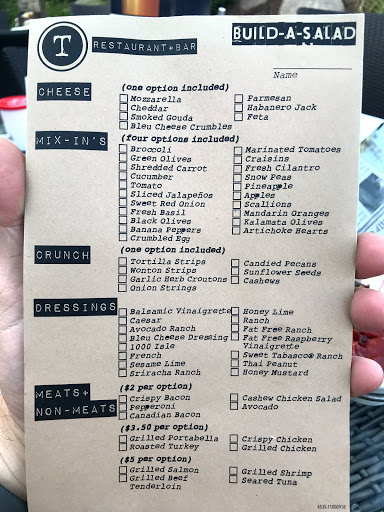 T RESTAURANT+BAR
BUILD-A-SALAD
Name
CHEESE
(one option included)
Mozzarella
Cheddar
Smoked Gouda
Bleu Cheese Crumbles
Parmesan
Habanero Jack
Feta
MIX-IN'S
(four options included)
Broccoli
Green Olives
Shredded Carrot
Cucumber
Tomato
Sliced Jalapeños
Sweet Red Onion
Fresh Basil
Black Olives
Banana Peppers
Crumbled Egg
Marinated Tomatoes
Craisins
Fresh Cilantro
Snow Peas
Pineapple
Apples
Scallions
Mandarin Oranges
Kalamata Olives
Artichoke Hearts
CRUNCH
(one option included)
Tortilla Strips
Wonton Strips
Garlic Herb Croutons
Onion Strings
Candied Pecans
Sunflower Seeds
Cashews
DRESSINGS
Balsamic Vinaigrette
Caesar
Avocado Ranch
Bleu Cheese Dressing
1000 Isle
French
Sesame Lime
Sriracha Ranch
Honey Lime
Ranch
Fat Free Ranch
Fat Free Raspberry
Vinaigrette
Sweet Tabasco® Ranch
Thai Peanut
Honey Mustard
MEATS+
NON-MEATS
($2 per option)
Crispy Bacon
Pepperoni
Canadian Bacon
Cashew Chicken Salad
Avocado
($3.50 per option)
Grilled Portabella
Roasted Turkey
Crispy Chicken
Grilled Chicken
($5 per option)
Grilled Salmon
Grilled Beef
Tenderloin
Grilled Shrimp
Seared Tuna